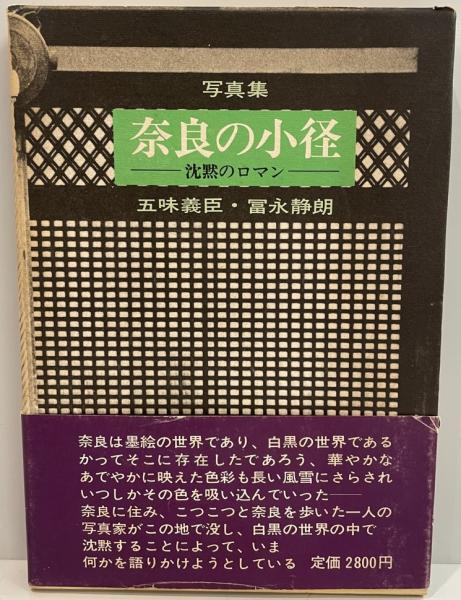 写真集
奈良の小径
沈黙のロマン
五味義臣・冨永静朗
奈良は墨絵の世界であり、白黒の世界である
かってそこに存在したであろう、華やかな
あでやかに映えた色彩も長い風雪にさらされ
いつしかその色を吸い込んでいった――
奈良に住み、こつこつと奈良を歩いた一人の
写真家がこの地で没し、白黒の世界の中で
沈黙することによって、いま
何かを語りかけようとしている 定価2800円